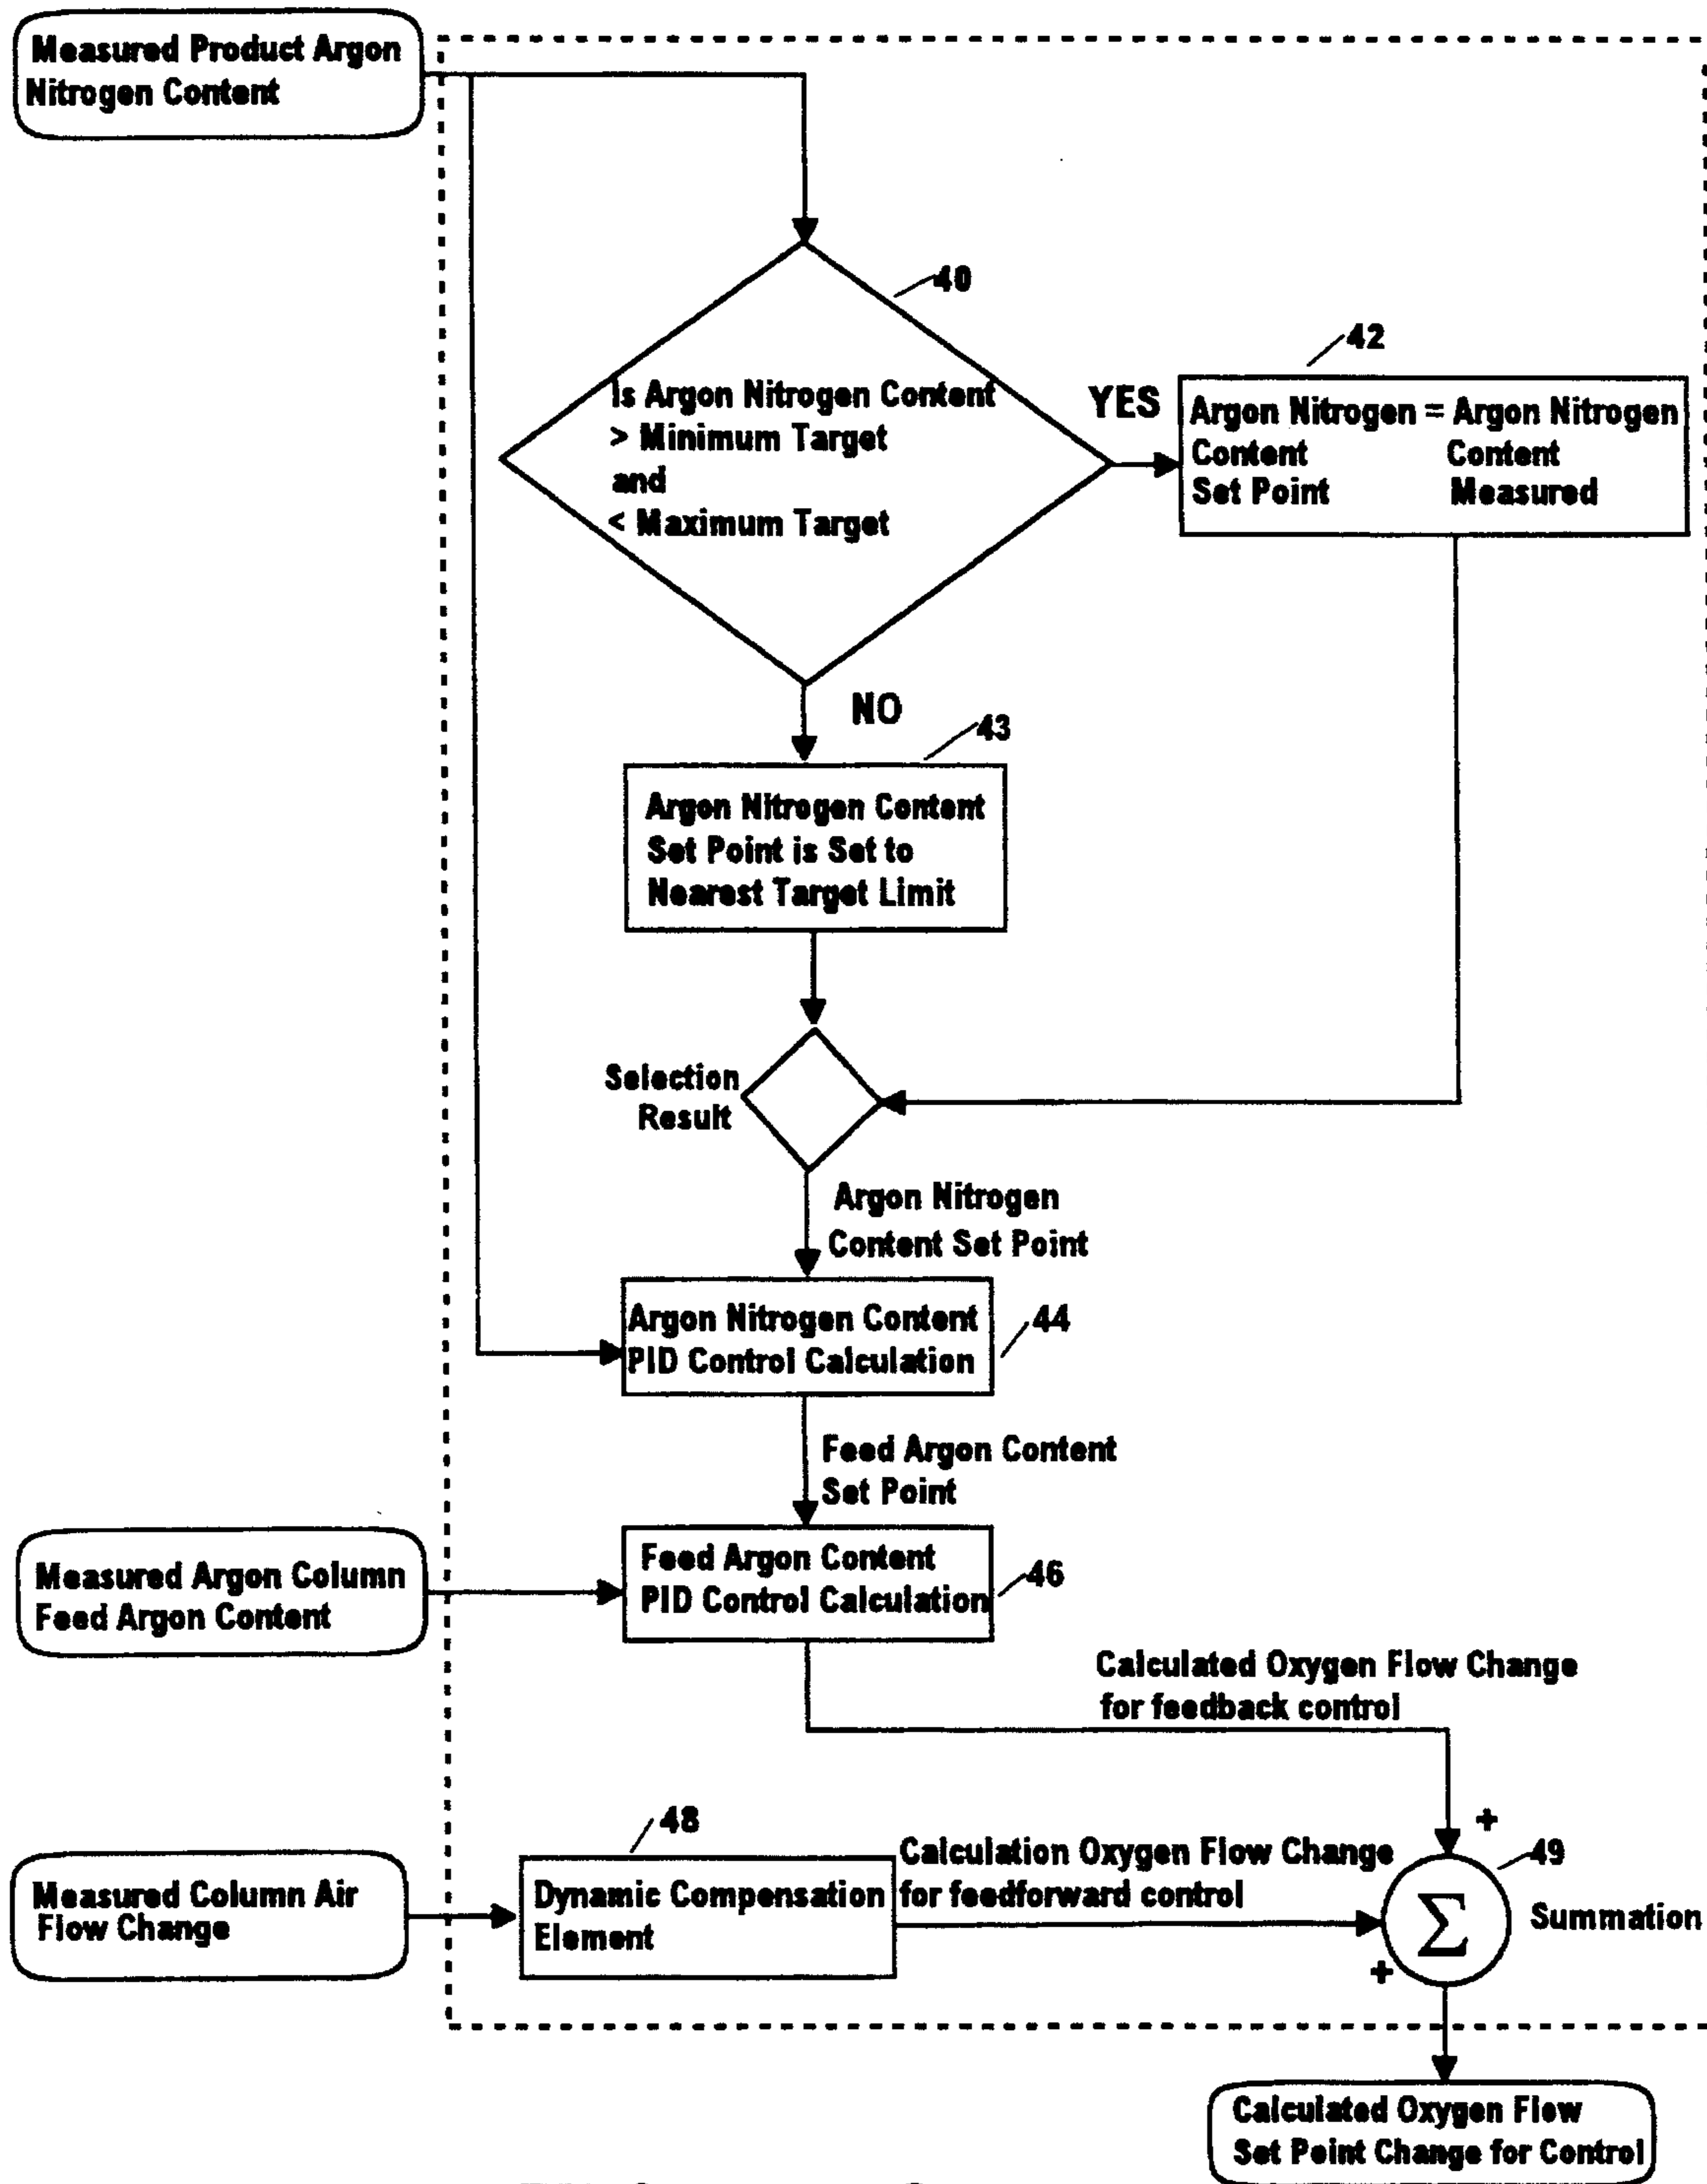 Measured Product Argon
Nitrogen Content
40
Is Argon Nitrogen Content
> Minimum Target
and
< Maximum Target
YES
42
Argon Nitrogen = Argon Nitrogen
Content Content
Set Point Measured
NO
43
Argon Nitrogen Content
Set Point is Set to
Nearest Target Limit
Selection
Result
Argon Nitrogen
Content Set Point
Argon Nitrogen Content
PID Control Calculation
44
Feed Argon Content
Set Point
Measured Argon Column
Feed Argon Content
Feed Argon Content
PID Control Calculation
46
Calculated Oxygen Flow Change
for feedback control
Measured Column Air
Flow Change
48
Dynamic Compensation
Element
Calculation Oxygen Flow Change
for feedforward control
+
49
Σ
Summation
+
Calculated Oxygen Flow
Set Point Change for Control